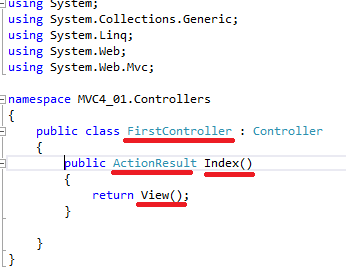 using System;
using System.Collections.Generic;
using System.Linq;
using System.Web;
using System.Web.Mvc;
namespace MVC4_01.Controllers
{
public class FirstController : Controller
{
public ActionResult Index()
{
return View();
}
}
}